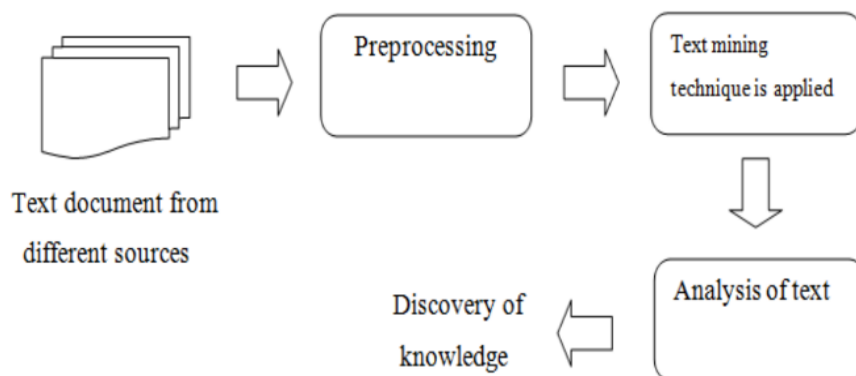 Preprocessing
Text mining
technique is applied
Text document from
different sources
Analysis of text
Discovery of
knowledge